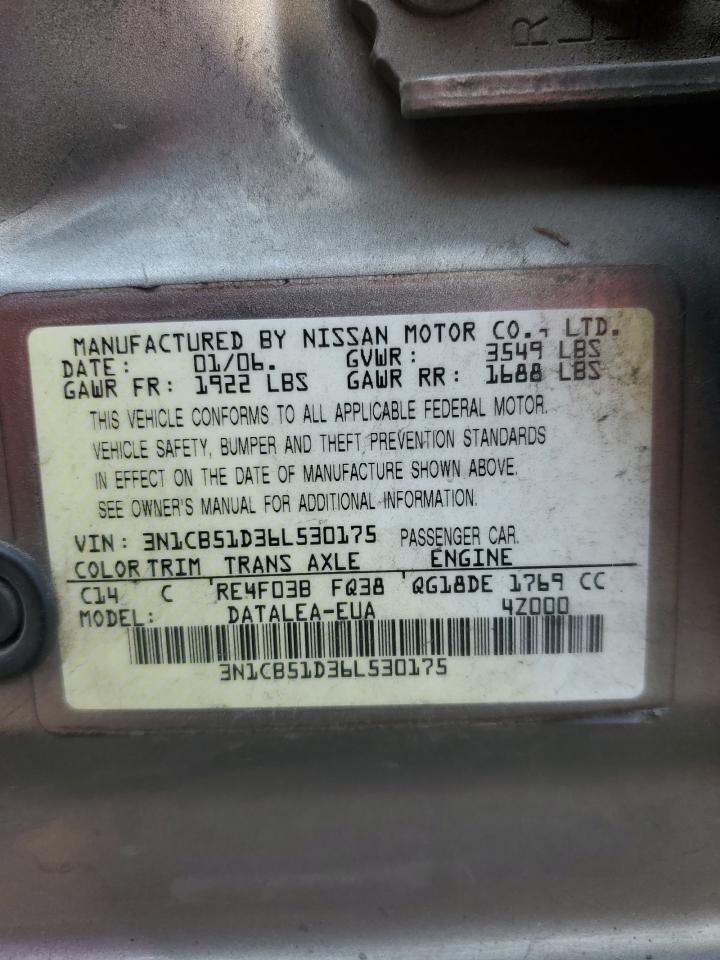 R
L
L
MANUFACTURED BY NISSAN MOTOR CO., LTD.
DATE: 01/06. GVWR: 3549 LBS
GAWR FR: 1922 LBS GAWR RR: 1688 LBS
THIS VEHICLE CONFORMS TO ALL APPLICABLE FEDERAL MOTOR.
VEHICLE SAFETY, BUMPER AND THEFT PREVENTION STANDARDS
IN EFFECT ON THE DATE OF MANUFACTURE SHOWN ABOVE.
SEE OWNER'S MANUAL FOR ADDITIONAL INFORMATION.
VIN: 3N1CB51D36L530175 PASSENGER CAR.
COLOR TRIM TRANS AXLE ENGINE
C14 C RE4F03B FQ38 QG18DE 1769 CC
MODEL: DATALEA-EUA 4Z000
3N1CB51D36L530175